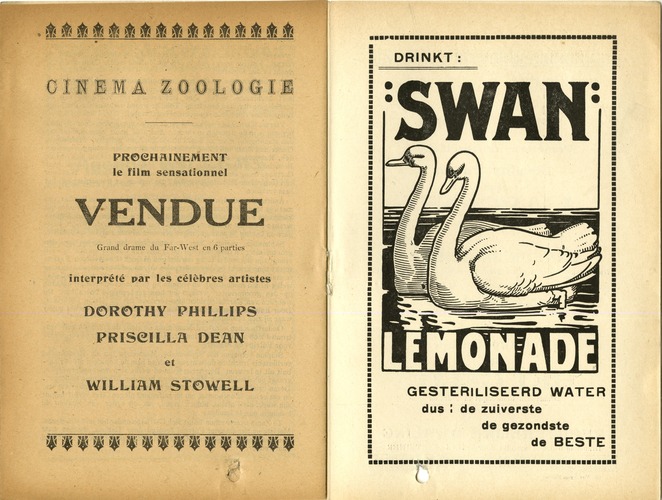 CINEMA ZOOLOGIE
PROCHAINEMENT
le film sensationnel
VENDUE
Grand drame du Far-West en 6 parties
interprété par les célèbres artistes
DOROTHY PHILLIPS
PRISCILLA DEAN
et
WILLIAM STOWELL
DRINKT:
SWAN
LEMONADE
GESTERILISEERD WATER
dus: de zuiverste
de gezondste
de BESTE